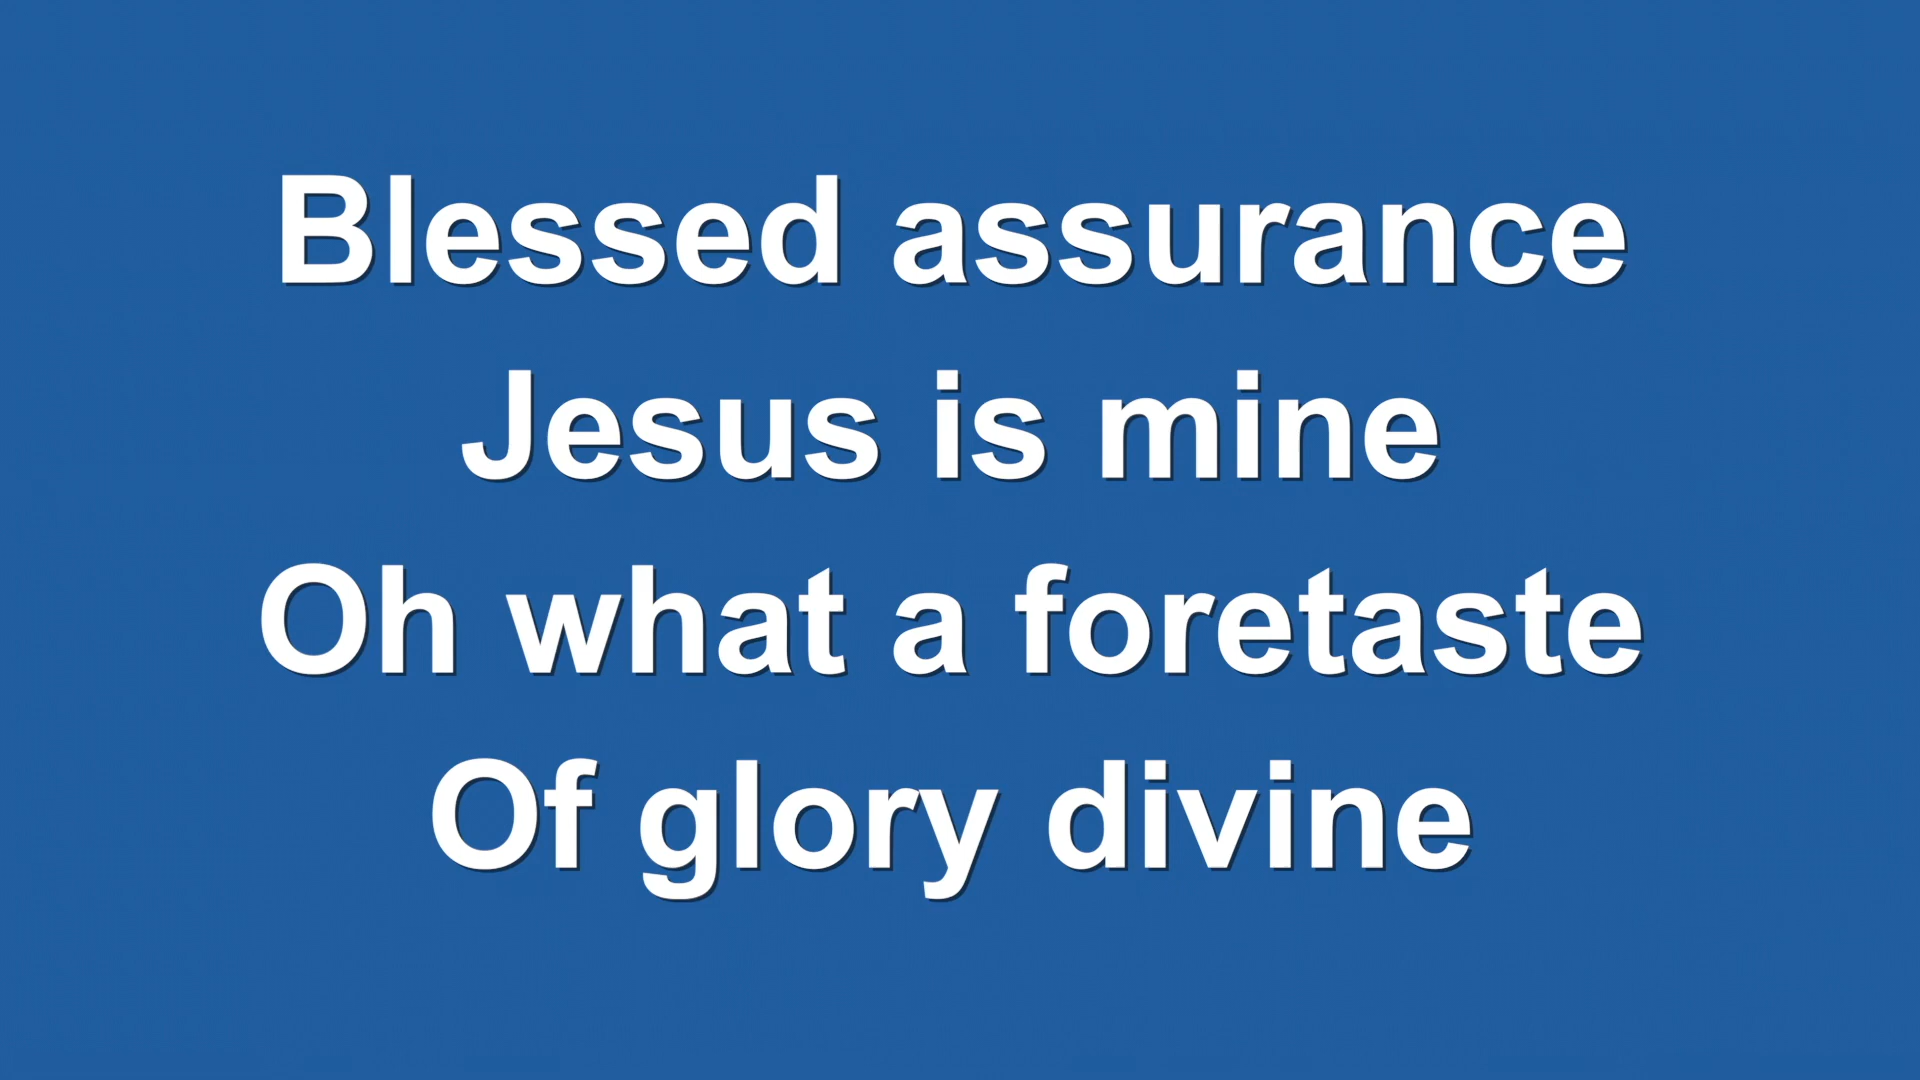 Blessed assurance
Jesus is mine
Oh what a foretaste
Of glory divine